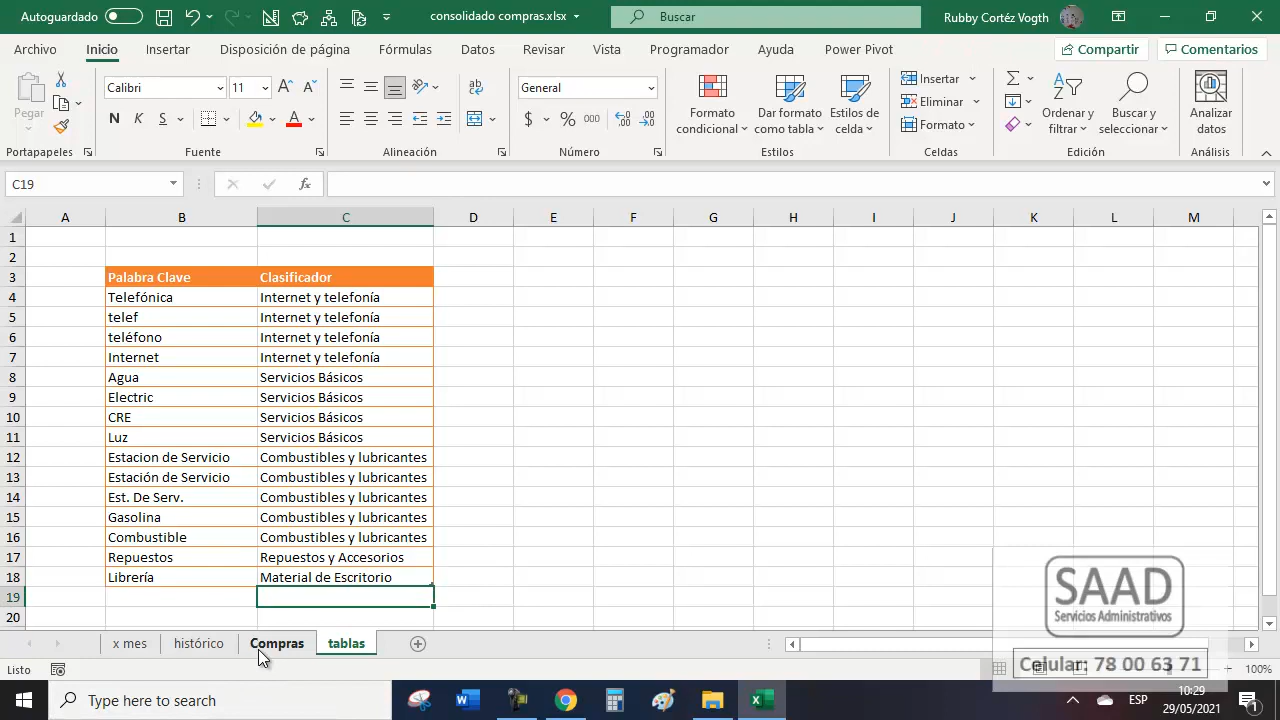 Autoguardado
consolidado compras.xlsx
Buscar
Rubby Cortéz Vogth
Archivo Inicio Insertar Disposición de página Fórmulas Datos Revisar Vista Programador Ayuda Power Pivot Compartir Comentarios
Pegar
Portapapeles
Calibri 11
N K S
Fuente
Alineación
General
$ % 000
Número
Formato condicional
Dar formato como tabla
Estilos de celda
Estilos
Insertar
Eliminar
Formato
Celdas
Ordenar y filtrar
Buscar y seleccionar
Edición
Analizar datos
Análisis
C19
fx
A B C D E F G H I J K L M
1
2
3 Palabra Clave Clasificador
4 Telefónica Internet y telefonía
5 telef Internet y telefonía
6 teléfono Internet y telefonía
7 Internet Internet y telefonía
8 Agua Servicios Básicos
9 Electric Servicios Básicos
10 CRE Servicios Básicos
11 Luz Servicios Básicos
12 Estacion de Servicio Combustibles y lubricantes
13 Estación de Servicio Combustibles y lubricantes
14 Est. De Serv. Combustibles y lubricantes
15 Gasolina Combustibles y lubricantes
16 Combustible Combustibles y lubricantes
17 Repuestos Repuestos y Accesorios
18 Librería Material de Escritorio
19
20
SAAD
Servicios Administrativos
Celular: 78 00 63 71
x mes histórico Compras tablas
Listo
100%
Type here to search
ESP
10:29
29/05/2021
1